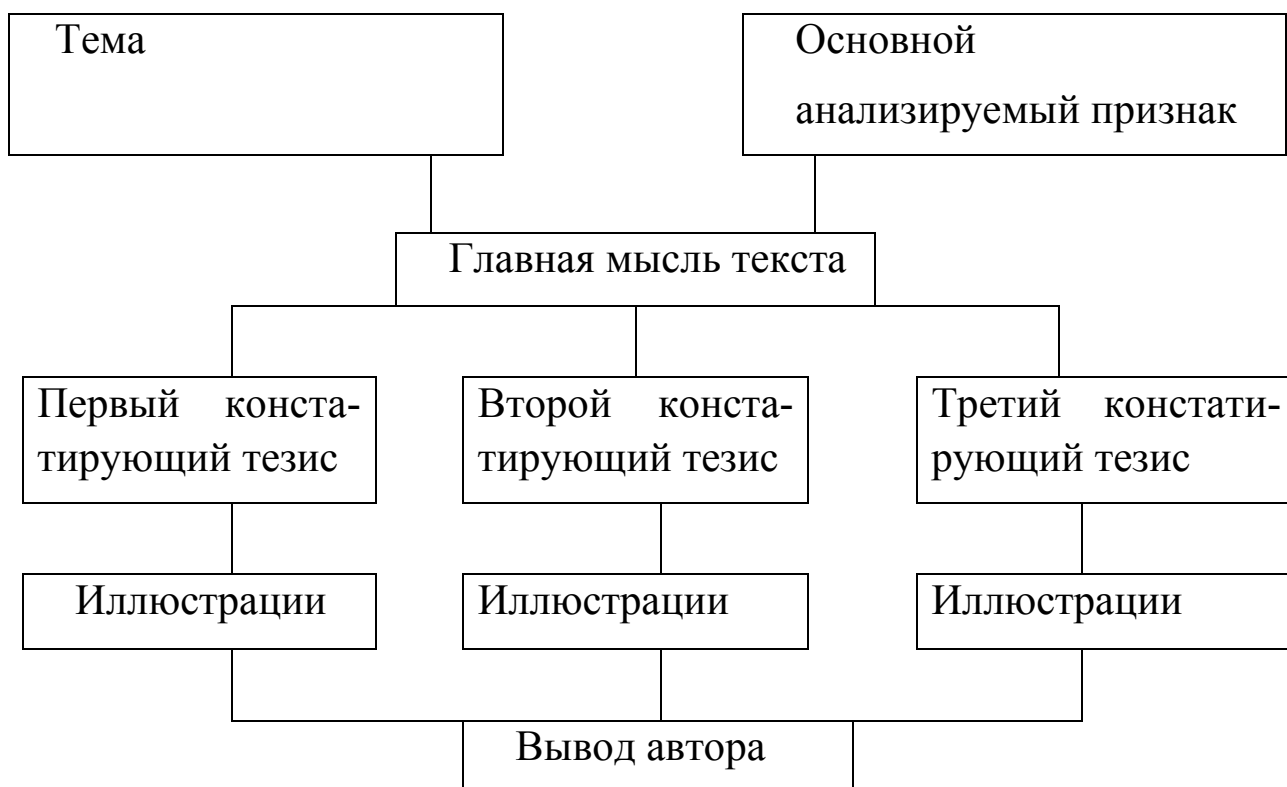 Тема
Основной
анализируемый признак
Главная мысль текста
Первый конста-
тирующий тезис
Второй конста-
тирующий тезис
Третий констати-
рующий тезис
Иллюстрации
Иллюстрации
Иллюстрации
Вывод автора